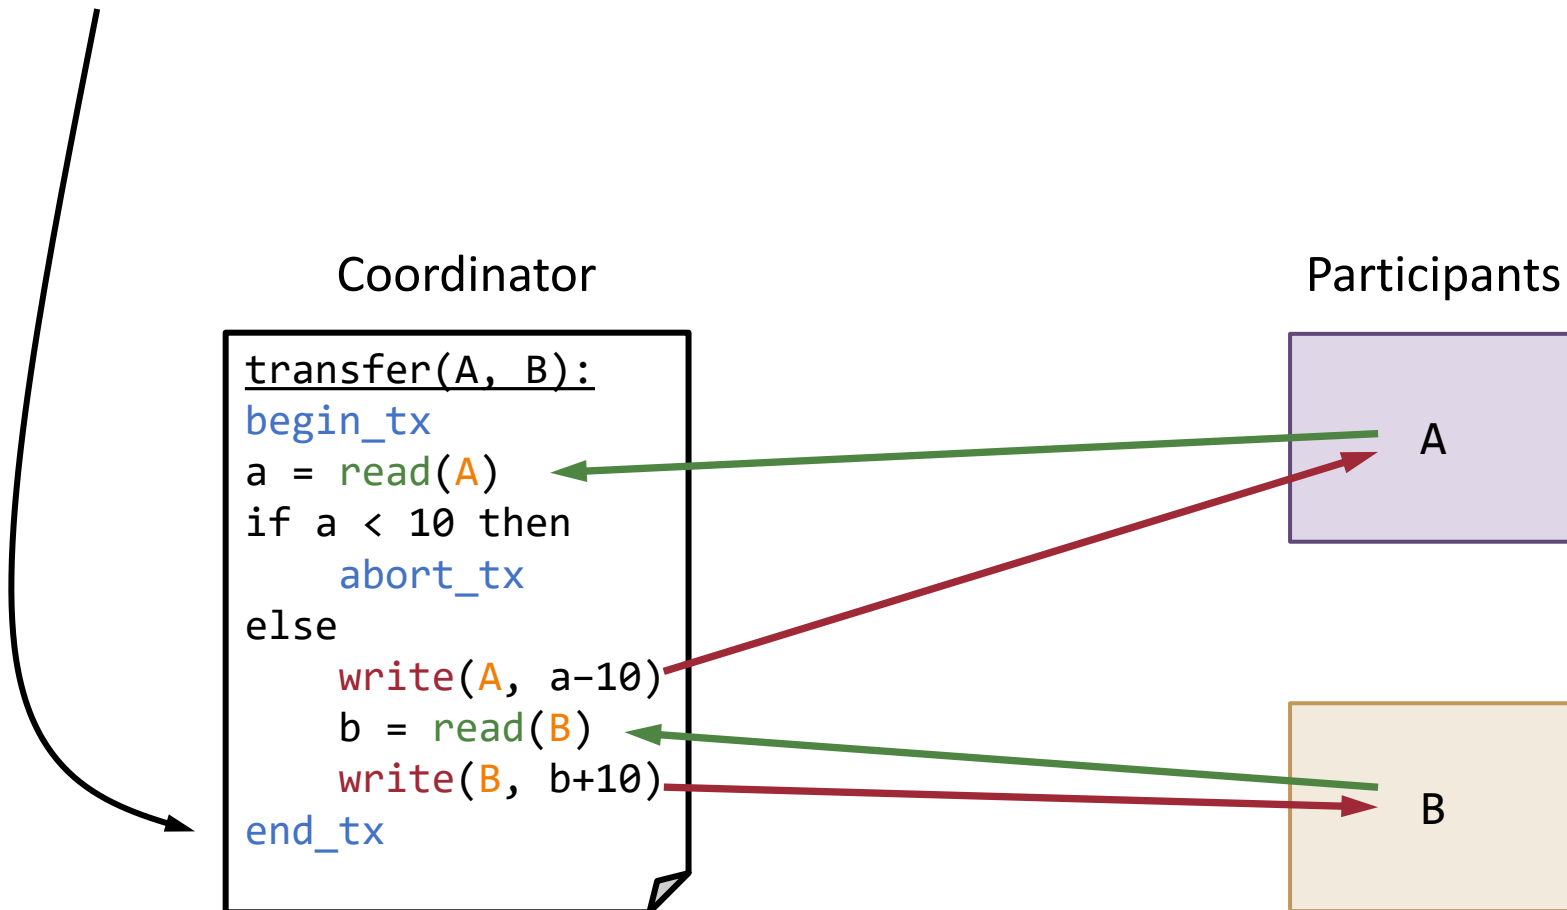 Coordinator
Participants
transfer(A, B):
begin_tx
a = read(A)
if a < 10 then
    abort_tx
else
    write(A, a−10)
    b = read(B)
    write(B, b+10)
end_tx
A
B